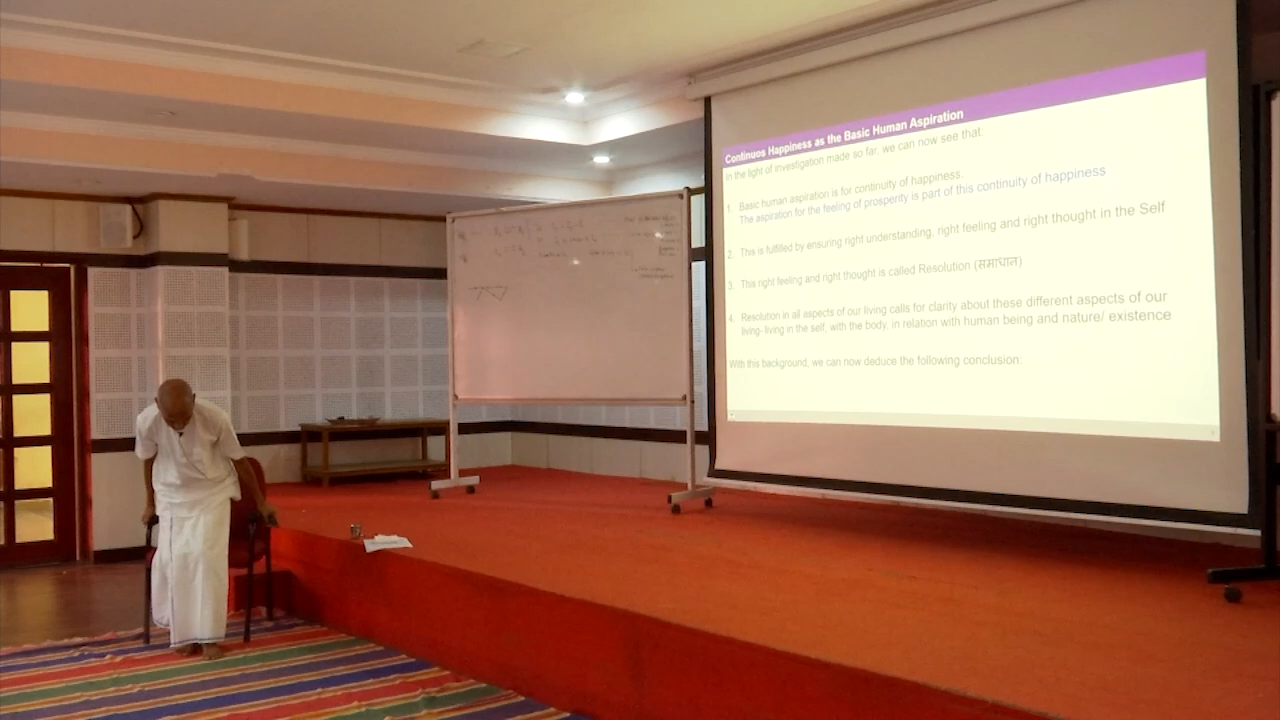 Continuos Happiness as the Basic Human Aspiration
In the light of investigation made so far, we can now see that:
1. Basic human aspiration is for continuity of happiness.
The aspiration for the feeling of prosperity is part of this continuity of happiness
2. This is fulfilled by ensuring right understanding, right feeling and right thought in the Self
3. This right feeling and right thought is called Resolution (समाधान)
4. Resolution in all aspects of our living calls for clarity about these different aspects of our
living- living in the self, with the body, in relation with human being and nature/ existence
With this background, we can now deduce the following conclusion: